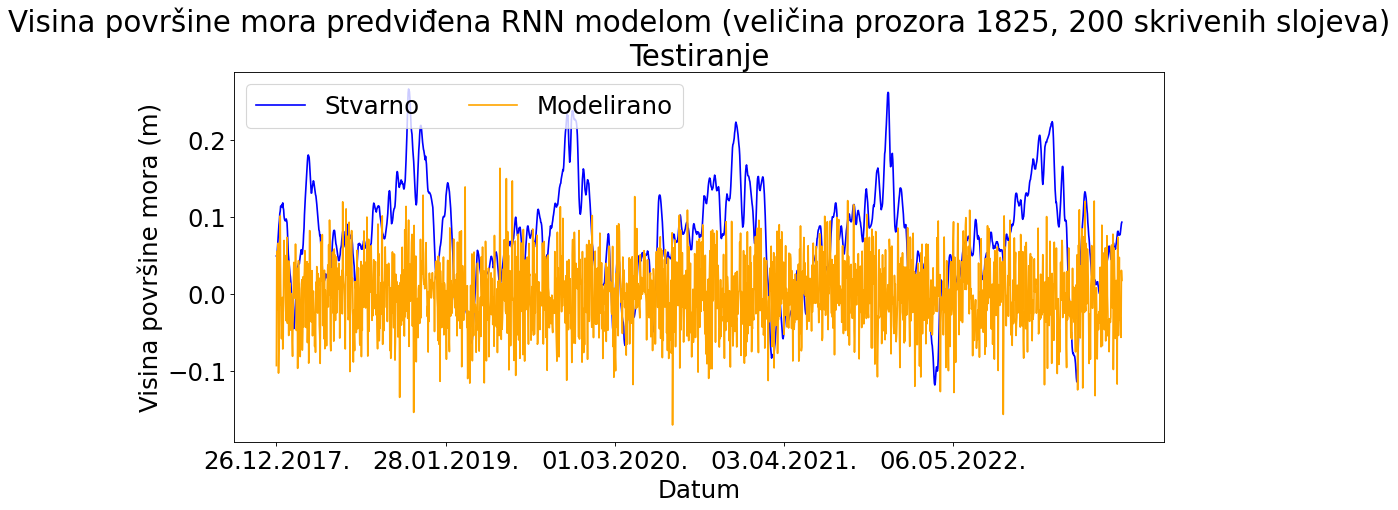 Visina površine mora predviđena RNN modelom (veličina prozora 1825, 200 skrivenih slojeva)
Testiranje
Stvarno Modelirano
Visina površine mora (m)
0.2
0.1
0.0
−0.1
26.12.2017. 28.01.2019. 01.03.2020. 03.04.2021. 06.05.2022.
Datum